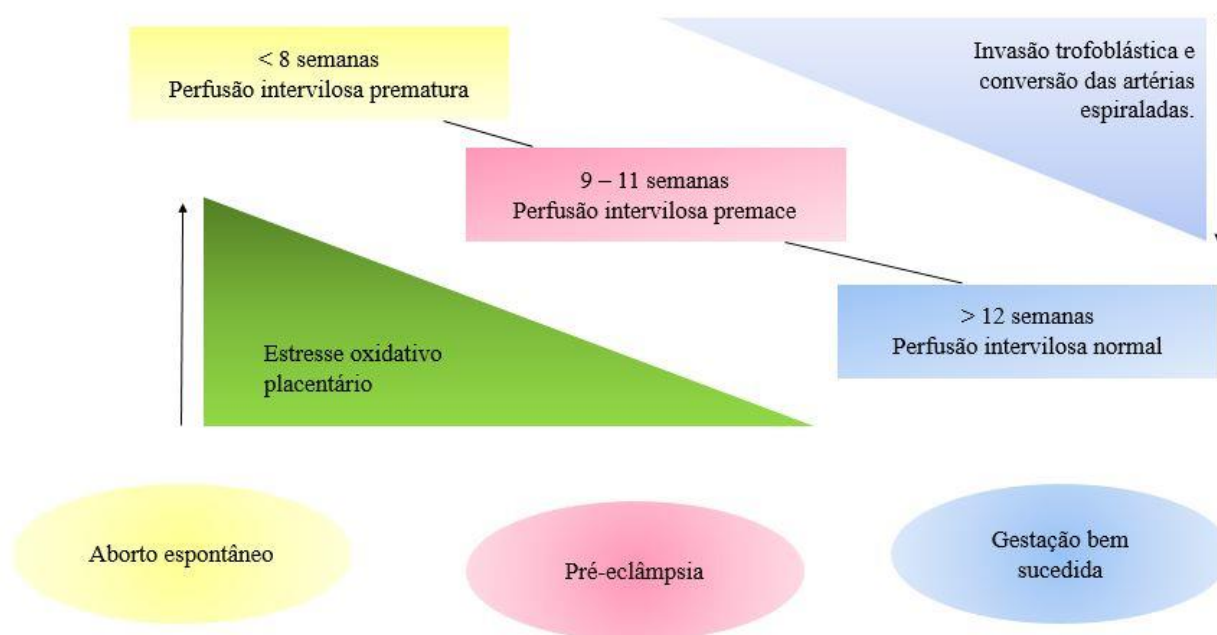 < 8 semanas
Perfusão intervilosa prematura
Invasão trofoblástica e
conversão das artérias
espiraladas.
9 – 11 semanas
Perfusão intervilosa premace
> 12 semanas
Perfusão intervilosa normal
Estresse oxidativo
placentário
Aborto espontâneo
Pré-eclâmpsia
Gestação bem
sucedida